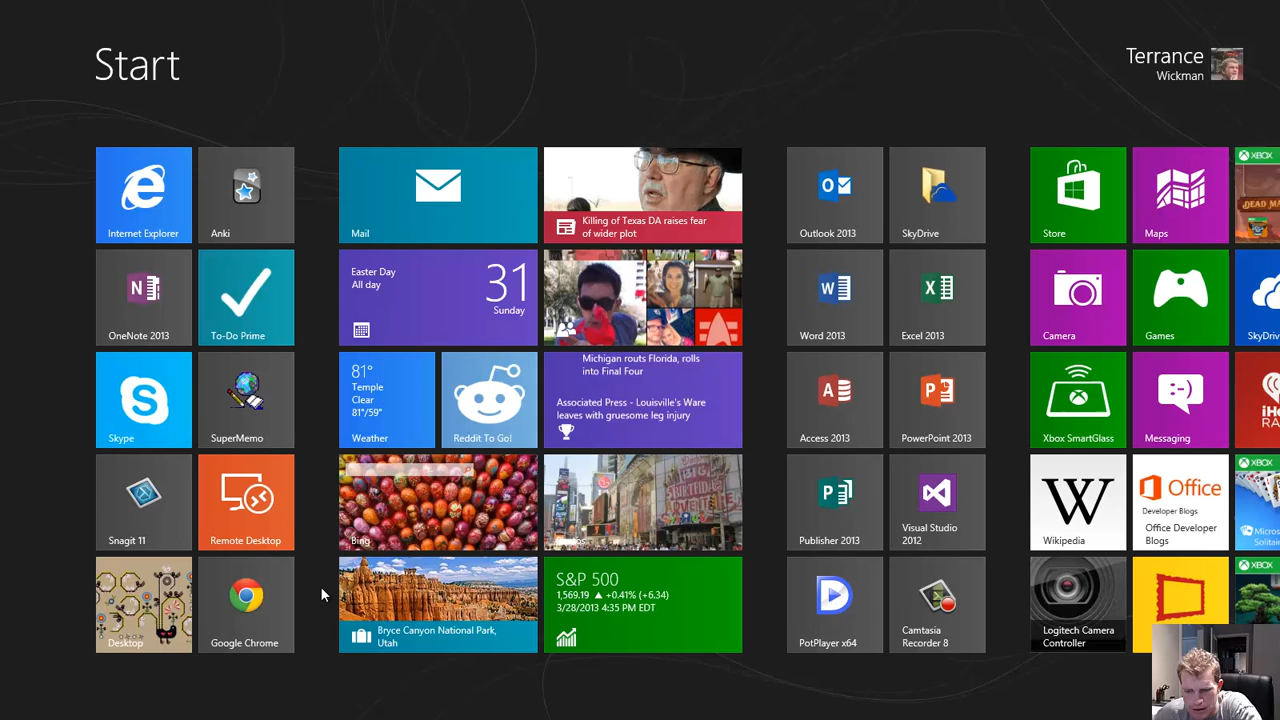 Start
Terrance
Wickman
Internet Explorer
Anki
OneNote 2013
To-Do Prime
Skype
SuperMemo
Snagit 11
Remote Desktop
Desktop
Google Chrome
Mail
Killing of Texas DA raises fear
of wider plot
Easter Day
All day
31
Sunday
81°
Temple
Clear
81°/59°
Weather
Reddit To Go!
Michigan routs Florida, rolls
into Final Four
Associated Press - Louisville's Ware
leaves with gruesome leg injury
Bing
Bryce Canyon National Park,
Utah
S&P 500
1,569.19 ▲ +0.41% (+6.34)
3/28/2013 4:35 PM EDT
Outlook 2013
SkyDrive
Word 2013
Excel 2013
Access 2013
PowerPoint 2013
Publisher 2013
Visual Studio
2012
PotPlayer x64
Camtasia
Recorder 8
Store
Maps
XBOX
DEAD
Camera
Games
Xbox SmartGlass
Messaging
W
Wikipedia
Office
Developer Blogs
Office Developer
Blogs
XBOX
Logitech Camera
Controller
XBOX